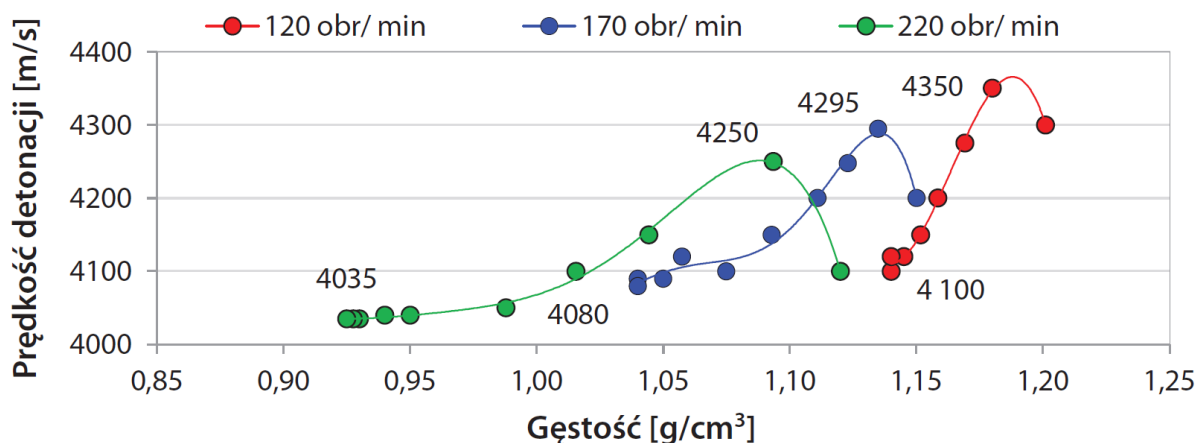 120 obr/ min 170 obr/ min 220 obr/ min
Prędkość detonacji [m/s]
4400
4300
4200
4100
4000
4035
4080
4250
4295
4350
4 100
0,85 0,90 0,95 1,00 1,05 1,10 1,15 1,20 1,25
Gęstość [g/cm³]